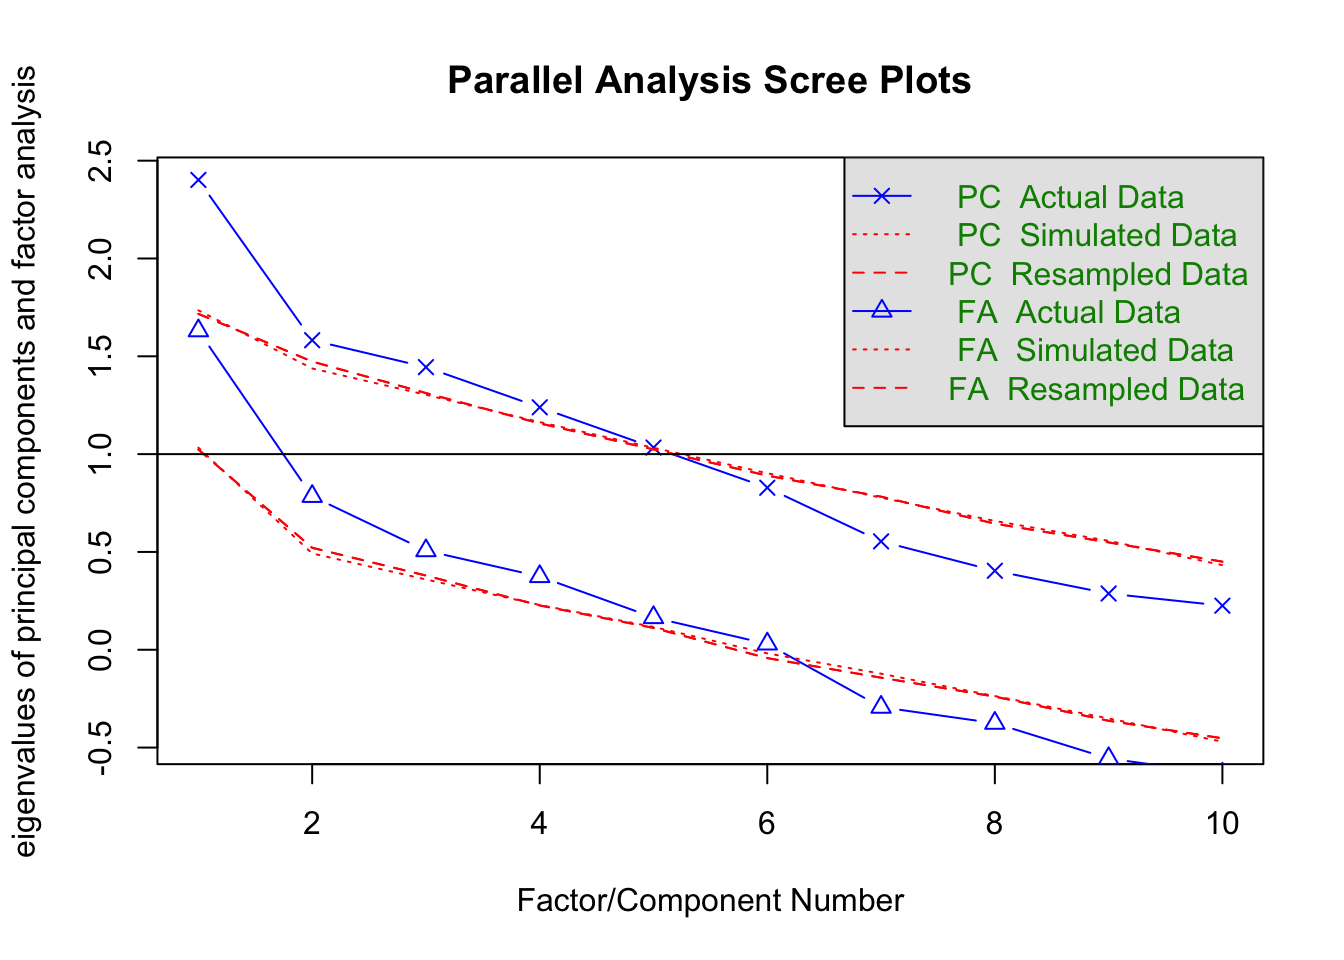 Parallel Analysis Scree Plots
eigenvalues of principal components and factor analysis
2.5
2.0
1.5
1.0
0.5
0.0
-0.5
PC Actual Data
PC Simulated Data
PC Resampled Data
FA Actual Data
FA Simulated Data
FA Resampled Data
2 4 6 8 10
Factor/Component Number